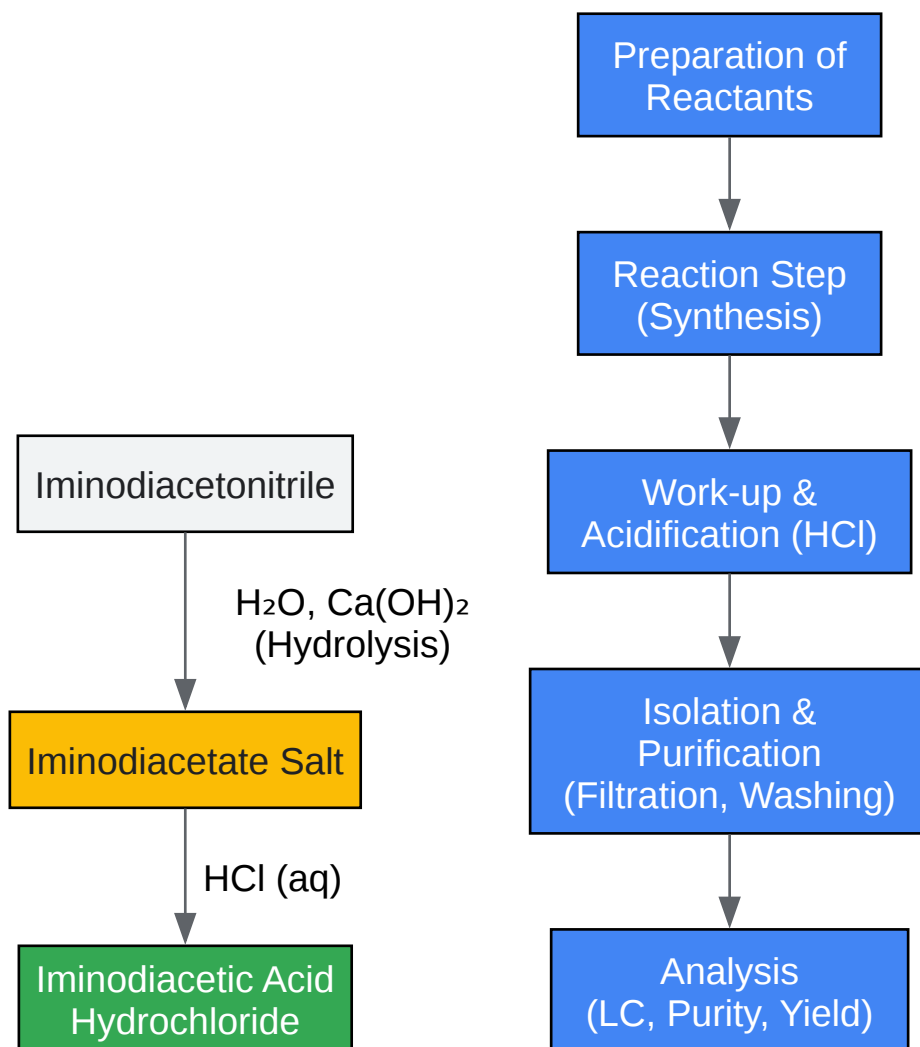 Iminodiacetonitrile
H₂O, Ca(OH)₂
(Hydrolysis)
Iminodiacetate Salt
HCl (aq)
Iminodiacetic Acid
Hydrochloride
Preparation of
Reactants
Reaction Step
(Synthesis)
Work-up &
Acidification (HCl)
Isolation &
Purification
(Filtration, Washing)
Analysis
(LC, Purity, Yield)